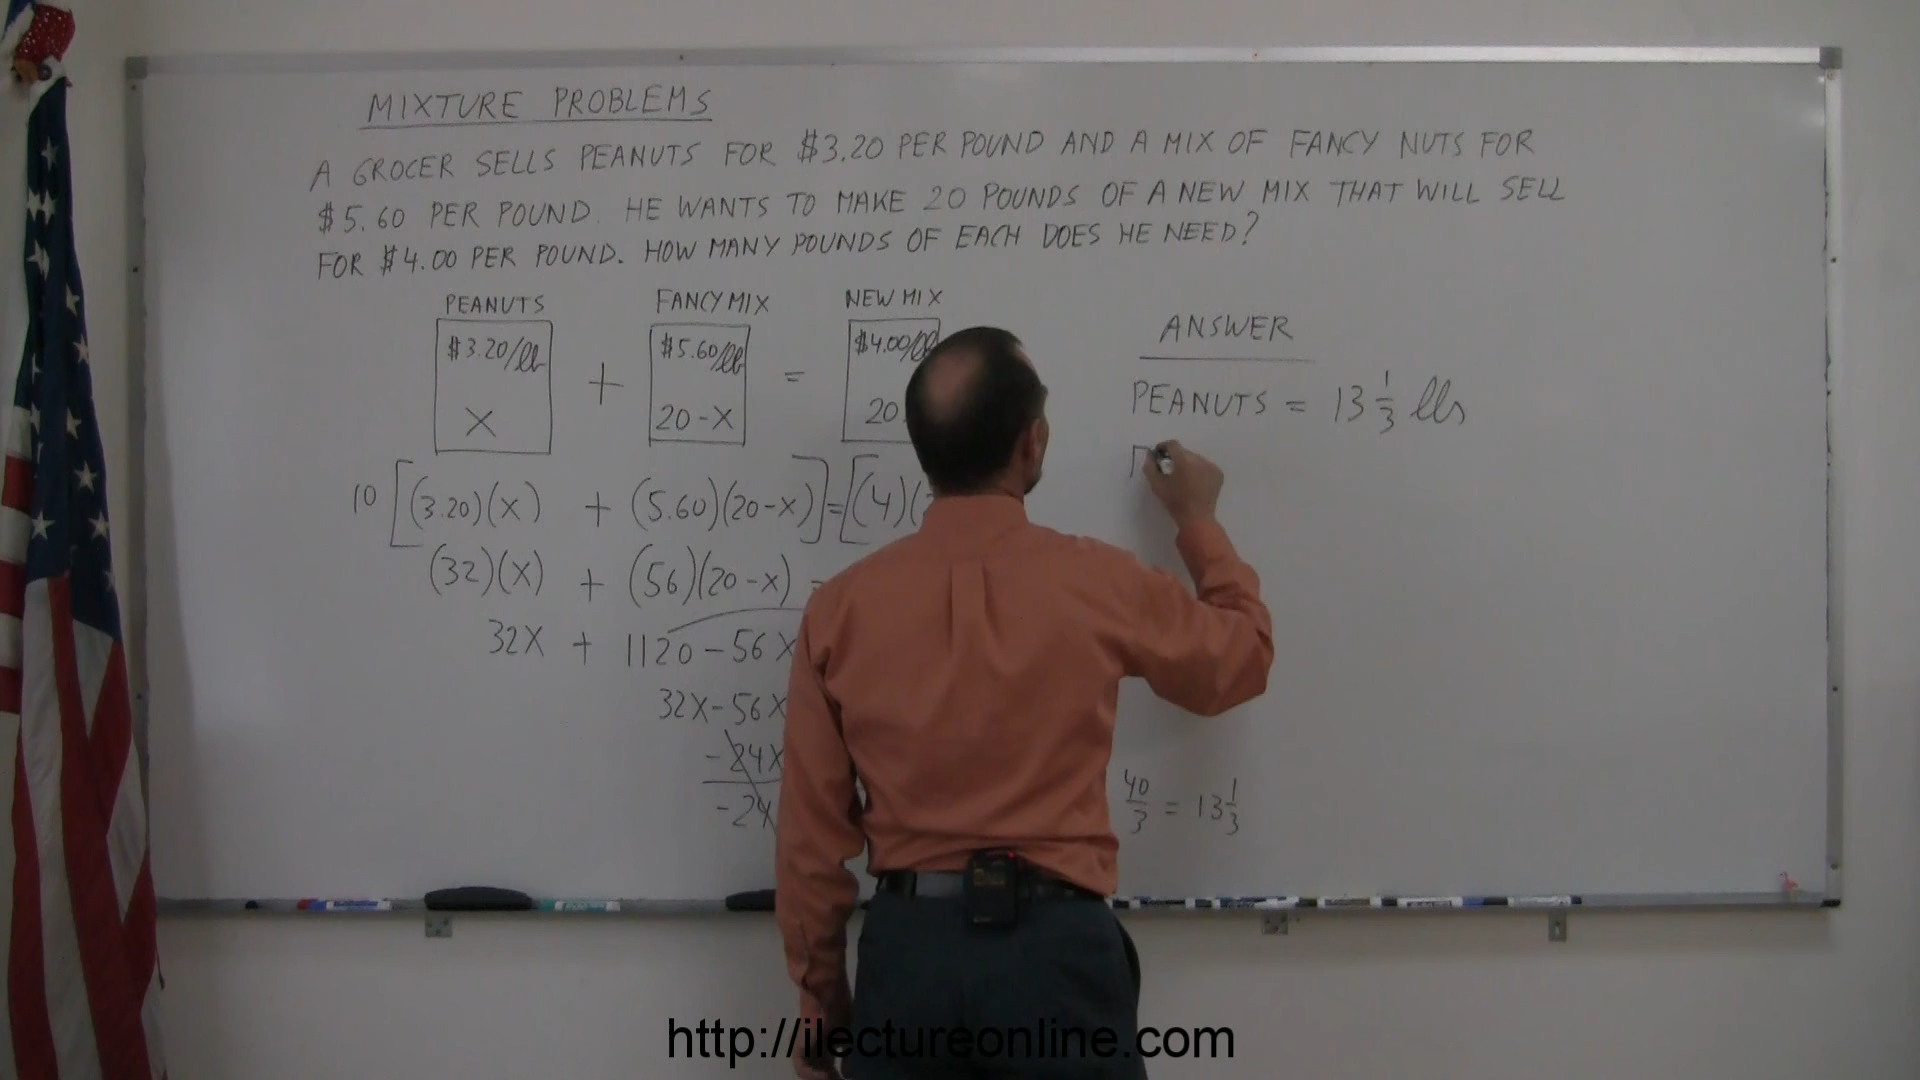 MIXTURE PROBLEMS
A GROCER SELLS PEANUTS FOR $3.20 PER POUND AND A MIX OF FANCY NUTS FOR
$5.60 PER POUND. HE WANTS TO MAKE 20 POUNDS OF A NEW MIX THAT WILL SELL
FOR $4.00 PER POUND. HOW MANY POUNDS OF EACH DOES HE NEED?
PEANUTS FANCY MIX NEW MIX
$3.20/lb $5.60/lb $4.00/lb
+ =
X 20-X 20
10 [(3.20)(X) + (5.60)(20-X)] = [(4)(
(32)(X) + (56)(20-X)
32X + 1120 - 56X
32X - 56X
-24X
-24
ANSWER
PEANUTS = 13 1/3 lbs
40/3 = 13 1/3
http://ilectureonline.com